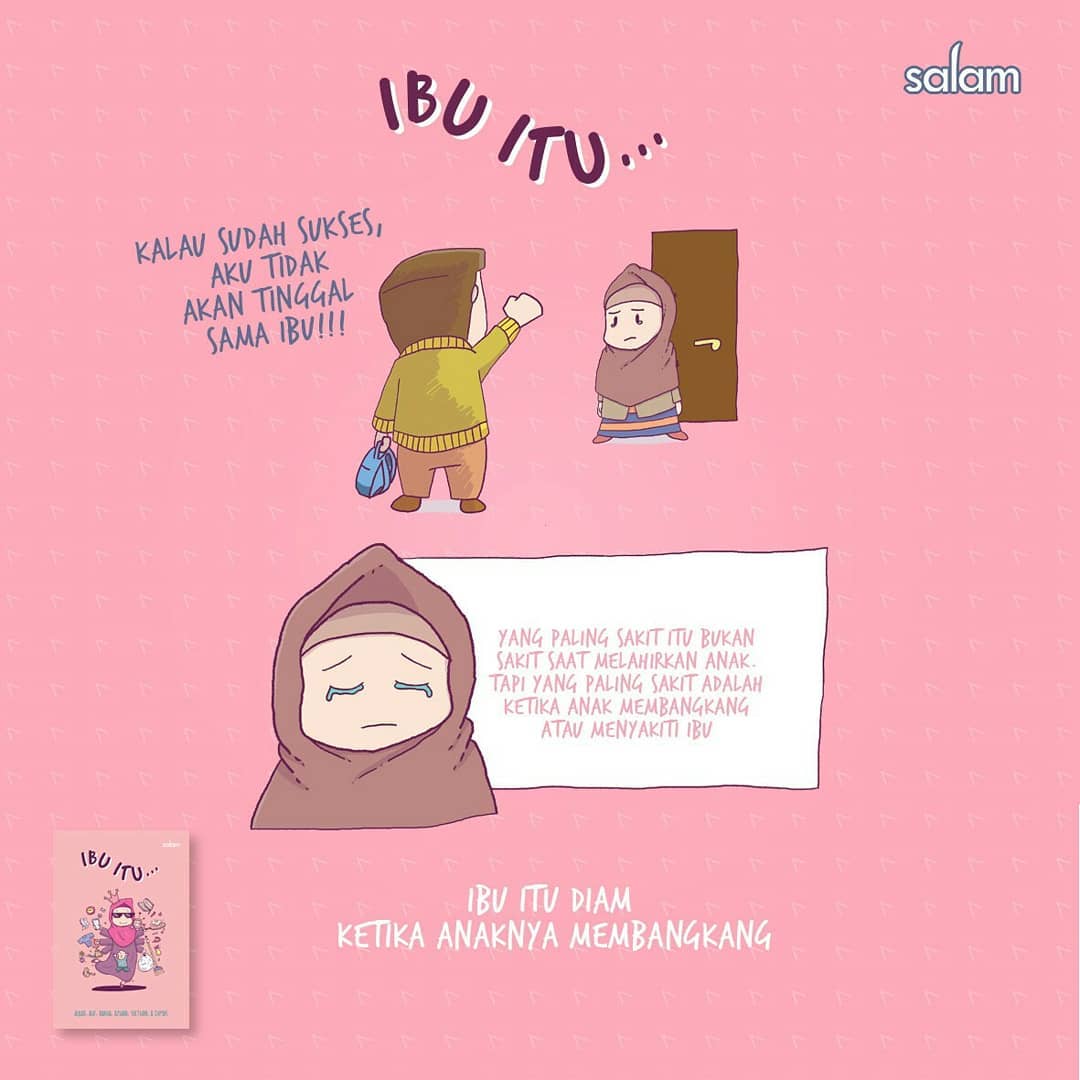 salam
IBU ITU...
KALAU SUDAH SUKSES,
AKU TIDAK
AKAN TINGGAL
SAMA IBU!!!
YANG PALING SAKIT ITU BUKAN
SAKIT SAAT MELAHIRKAN ANAK.
TAPI YANG PALING SAKIT ADALAH
KETIKA ANAK MEMBANGKANG
ATAU MENYAKITI IBU
salam
IBU ITU...
IBU ITU DIAM
KETIKA ANAKNYA MEMBANGKANG